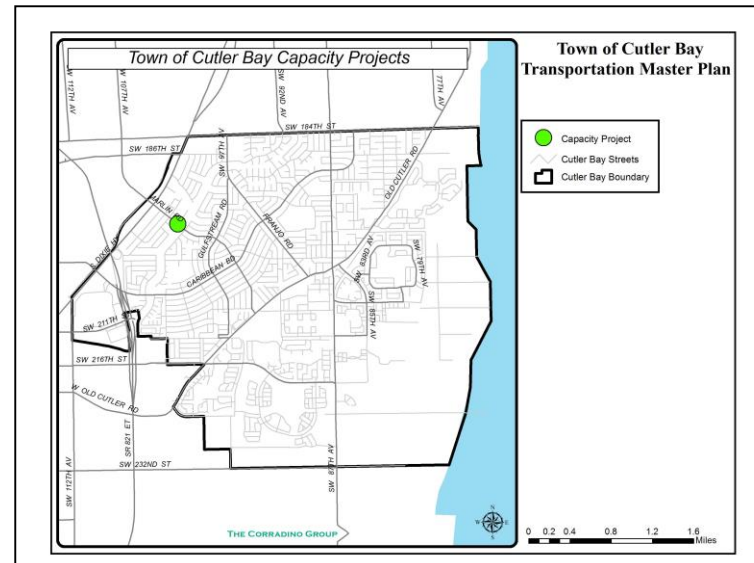 Town of Cutler Bay Capacity Projects
Town of Cutler Bay
Transportation Master Plan
Capacity Project
Cutler Bay Streets
Cutler Bay Boundary
SW 112TH AV
SW 107TH AV
SW 92ND AV
77TH AV
SW 184TH ST
SW 186TH ST
OLD CUTLER RD
MARLIN RD
GULFSTREAM RD
FRANJO RD
CARIBBEAN BD
SW 83RD AV
SW 79TH AV
SW 85TH AV
SW 211TH ST
SW 216TH ST
W OLD CUTLER RD
SR 821 ET
SW 112TH AV
SW 232ND ST
SW 87TH AV
THE CORRADINO GROUP
N
W E
S
0 0.2 0.4 0.8 1.2 1.6
Miles